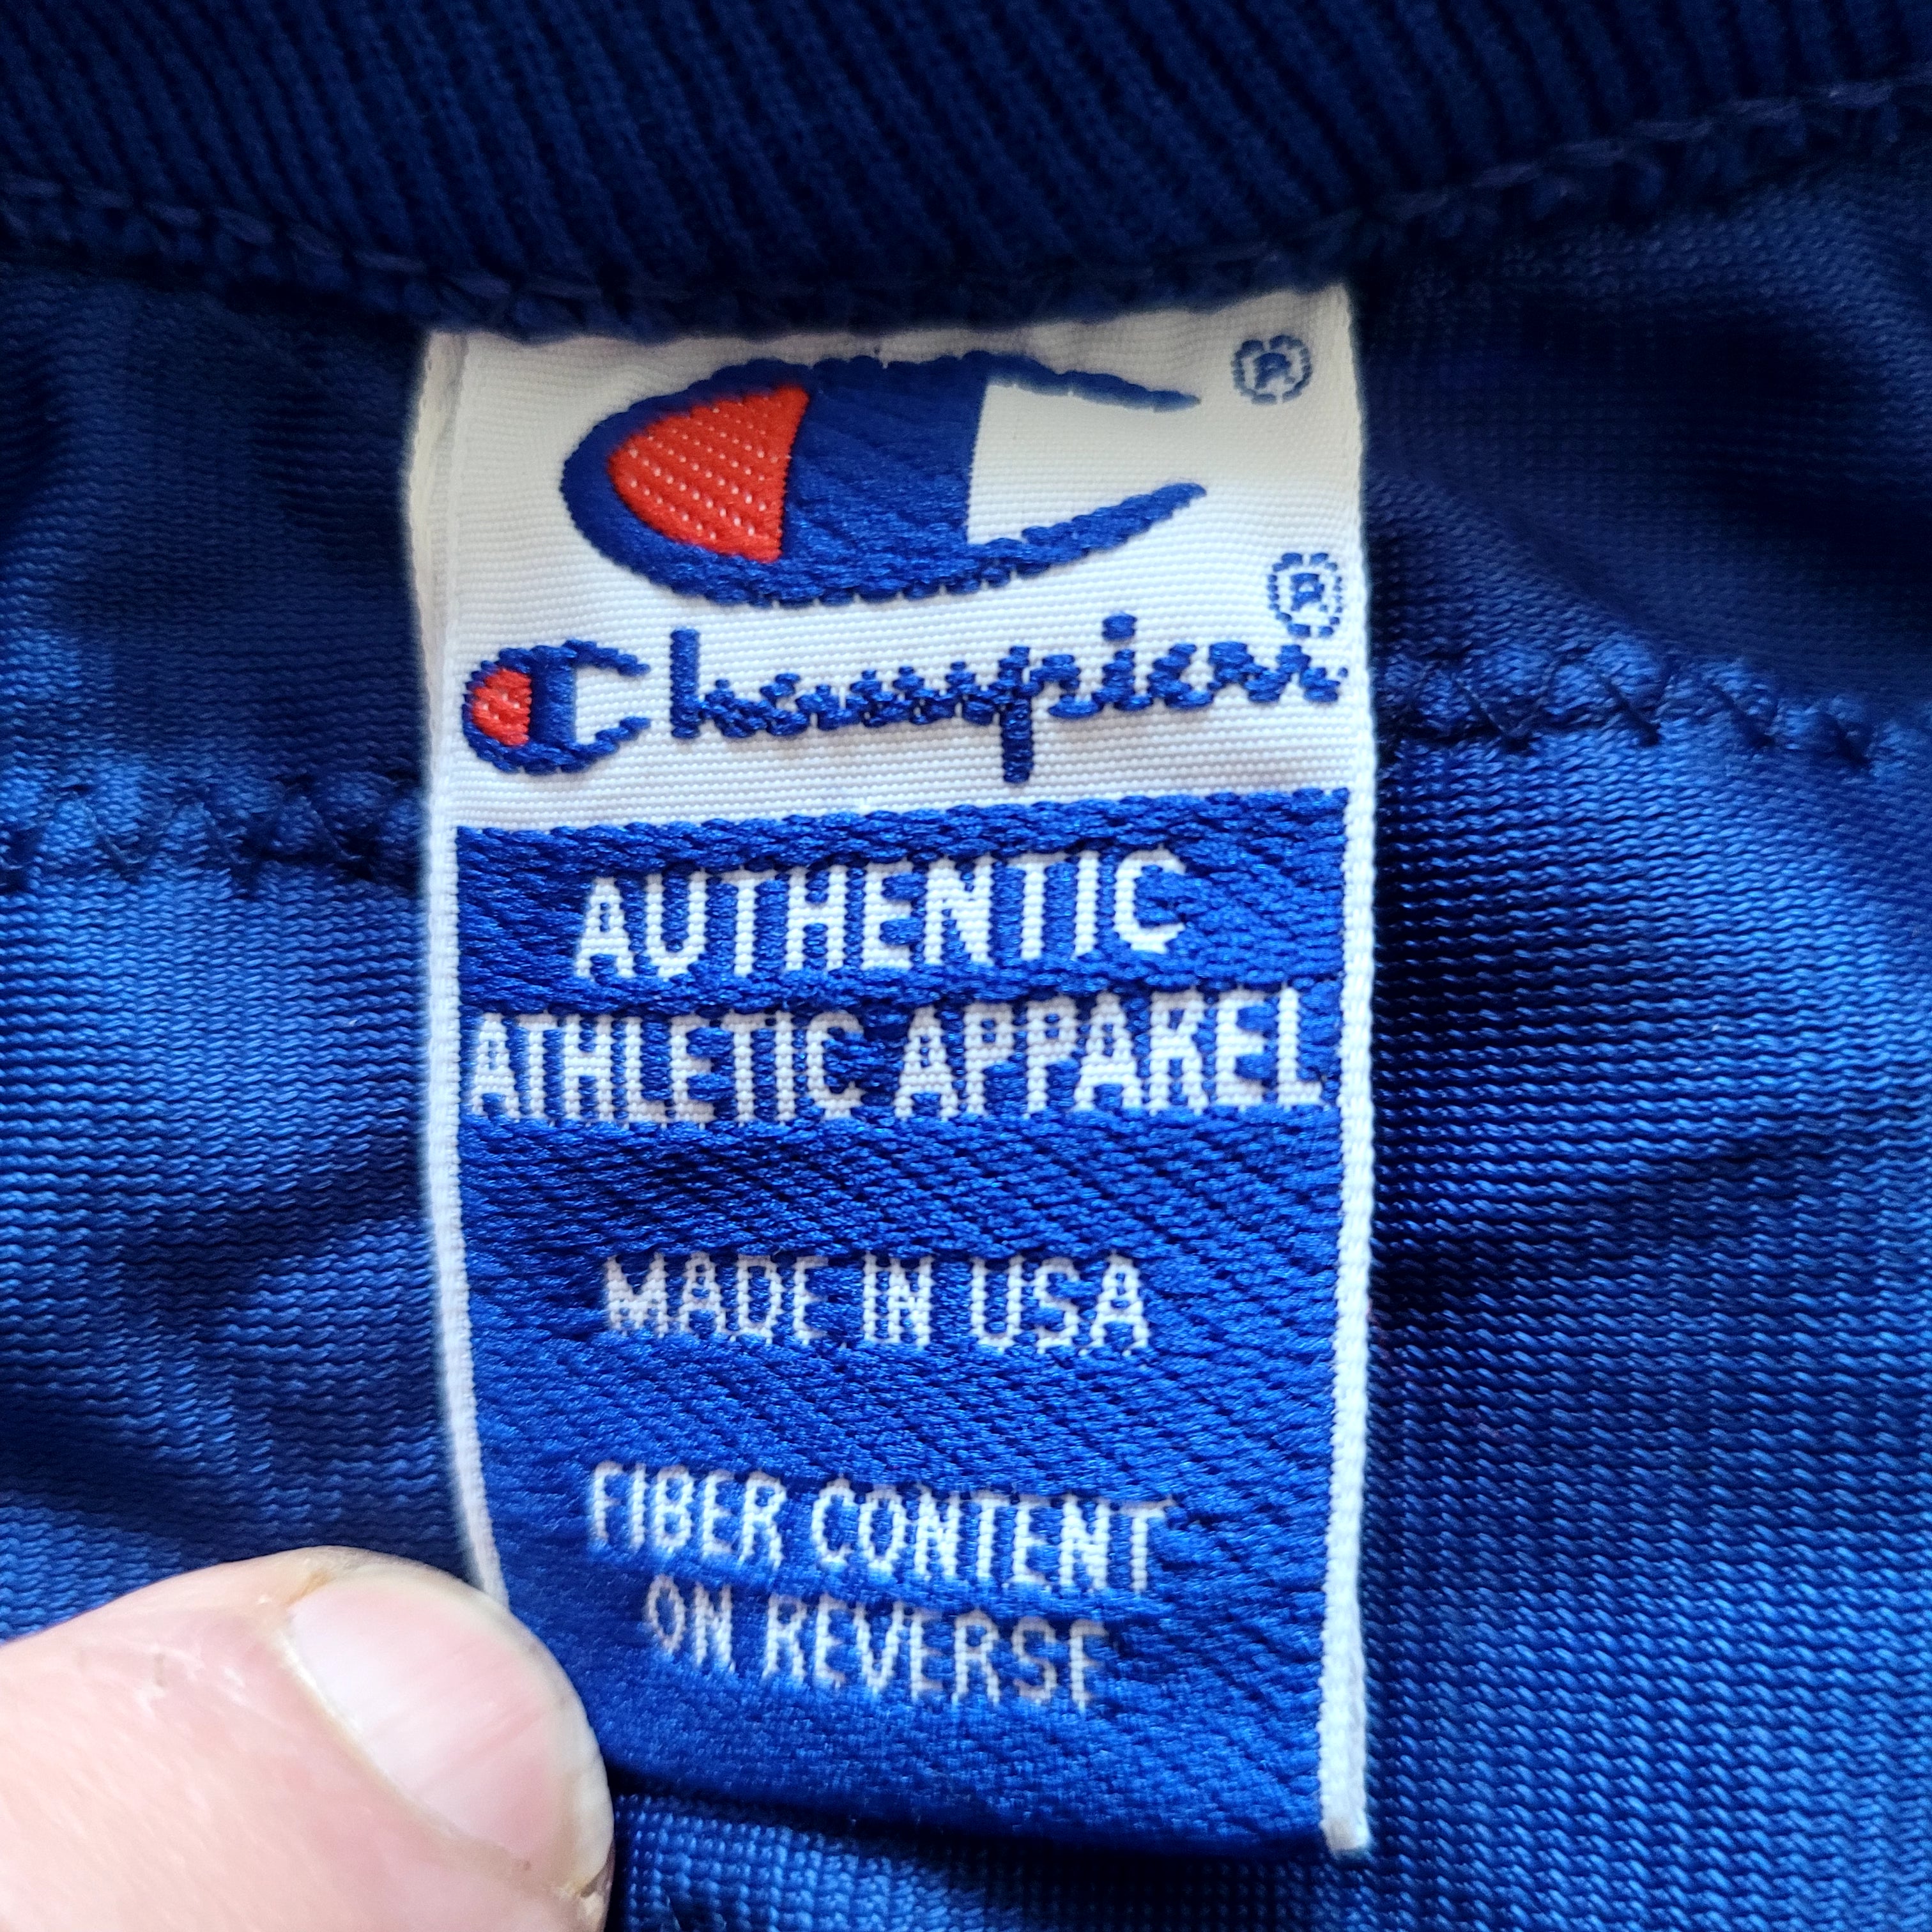 ®
Champion®
AUTHENTIC
ATHLETIC APPAREL
MADE IN USA
FIBER CONTENT
ON REVERSE